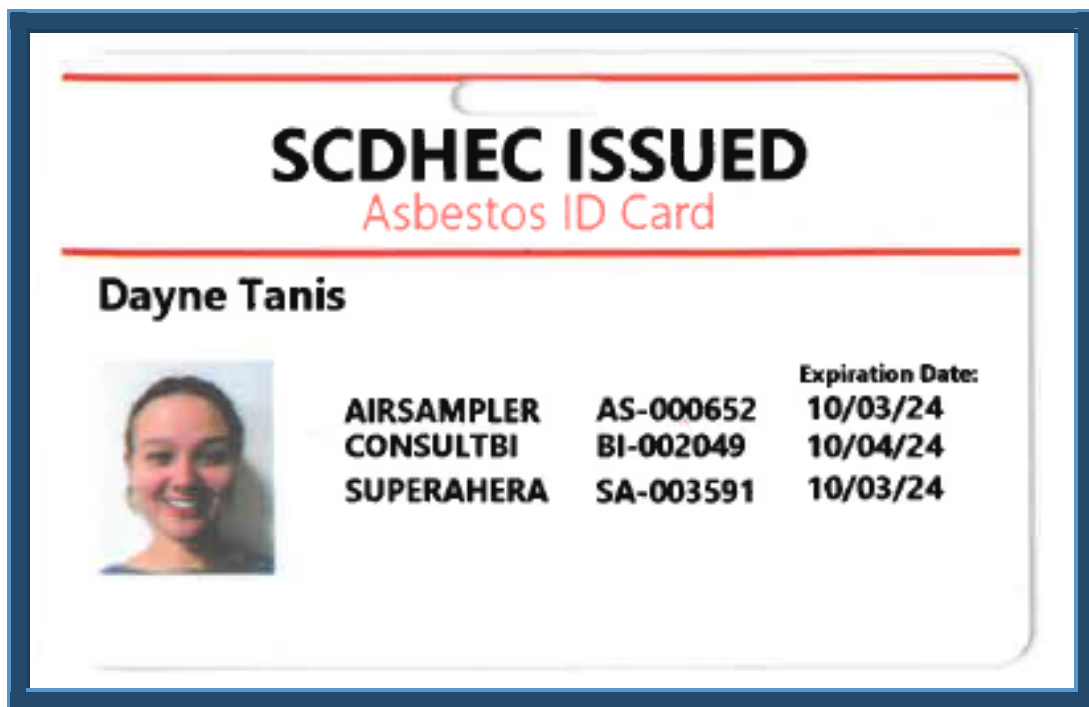 SCDHEC ISSUED
Asbestos ID Card
Dayne Tanis
Expiration Date:
AIRSAMPLER AS-000652 10/03/24
CONSULTBI BI-002049 10/04/24
SUPERAHERA SA-003591 10/03/24